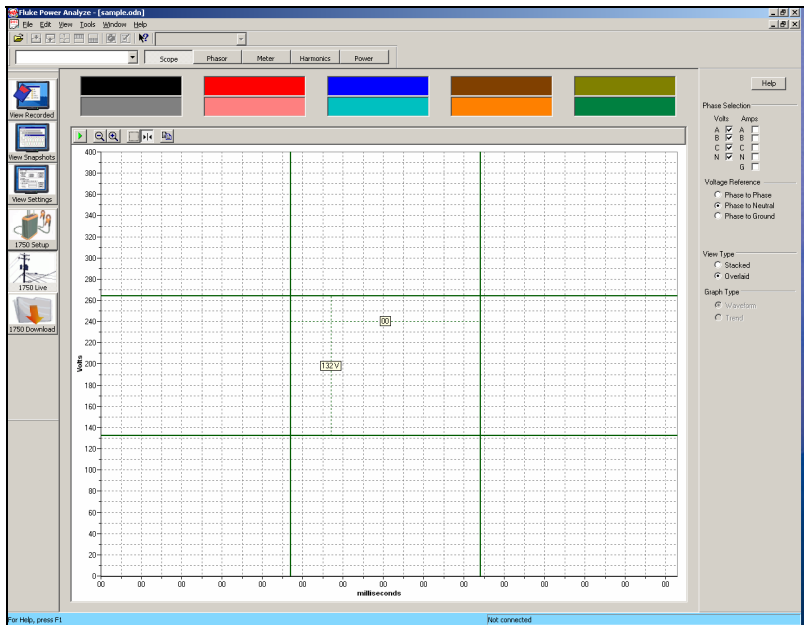 Fluke Power Analyze - [sample.odn]
File Edit View Tools Window Help
Scope Phasor Meter Harmonics Power
View Recorded
View Snapshots
View Settings
1750 Setup
1750 Live
1750 Download
400
380
360
340
320
300
280
260
240
220
200
180
160
140
120
100
80
60
40
20
0
Volts
00
132 V
00 00 00 00 00 00 00 00 00 00 00 00 00 00 00
milliseconds
Help
Phase Selection
Volts Amps
A A
B B
C C
N N
G
Voltage Reference
Phase to Phase
Phase to Neutral
Phase to Ground
View Type
Stacked
Overlaid
Graph Type
Waveform
Trend
For Help, press F1
Not connected